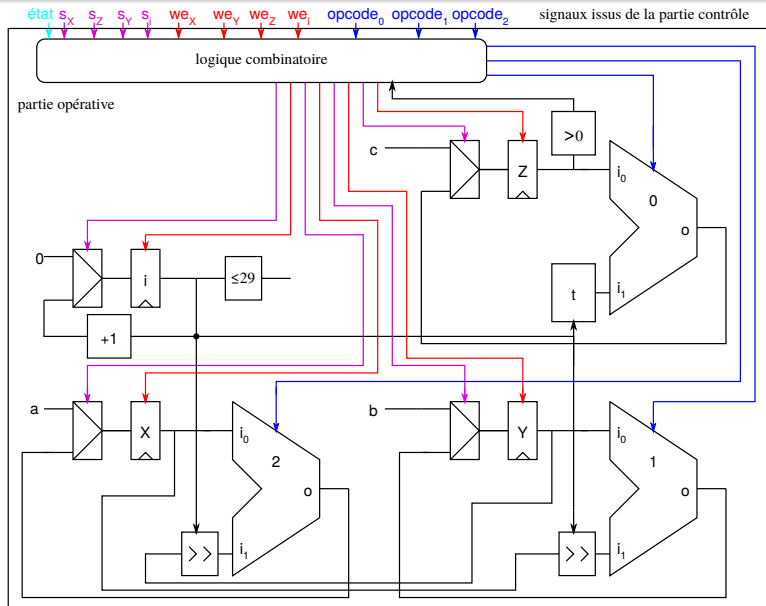 état s_X s_Z s_Y s_i we_X we_Y we_Z we_i opcode_0 opcode_1 opcode_2 signaux issus de la partie contrôle
logique combinatoire
partie opérative
>0
c
Z
i_0
0
o
0
i
≤29
t
i_1
+1
a
X
i_0
2
o
b
Y
i_0
1
o
>>
i_1
>>
i_1